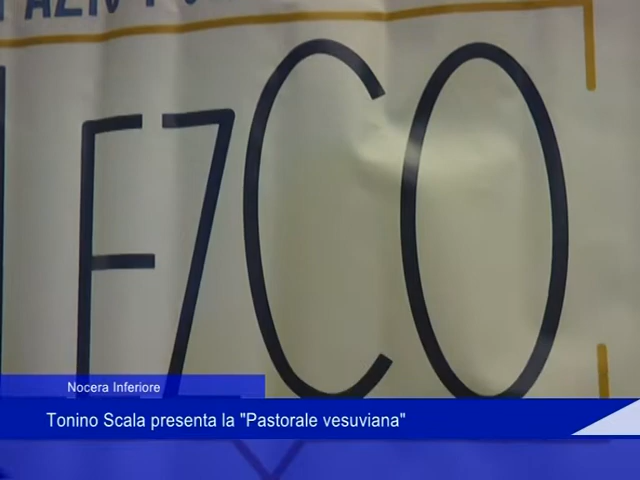 EZCO
Nocera Inferiore
Tonino Scala presenta la "Pastorale vesuviana"